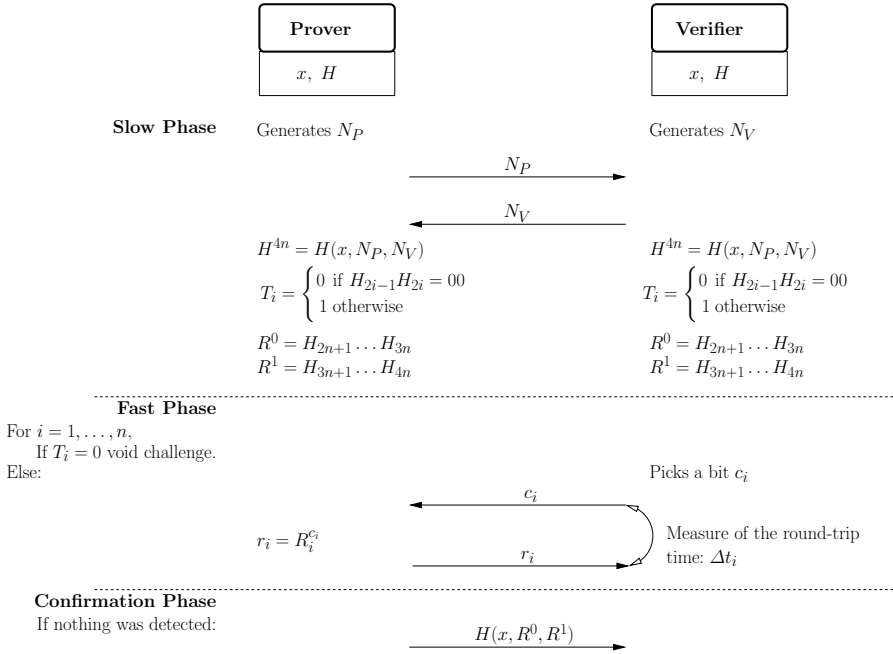 Prover Verifier
x, H x, H
Slow Phase Generates N_P Generates N_V
N_P
N_V
H^{4n} = H(x, N_P, N_V) H^{4n} = H(x, N_P, N_V)
T_i = { 0 if H_{2i−1}H_{2i} = 00 T_i = { 0 if H_{2i−1}H_{2i} = 00
1 otherwise 1 otherwise
R^0 = H_{2n+1} … H_{3n} R^0 = H_{2n+1} … H_{3n}
R^1 = H_{3n+1} … H_{4n} R^1 = H_{3n+1} … H_{4n}
Fast Phase
For i = 1, …, n,
If T_i = 0 void challenge.
Else: Picks a bit c_i
c_i
r_i = R_i^{c_i} Measure of the round-trip
time: Δt_i
r_i
Confirmation Phase
If nothing was detected:
H(x, R^0, R^1)